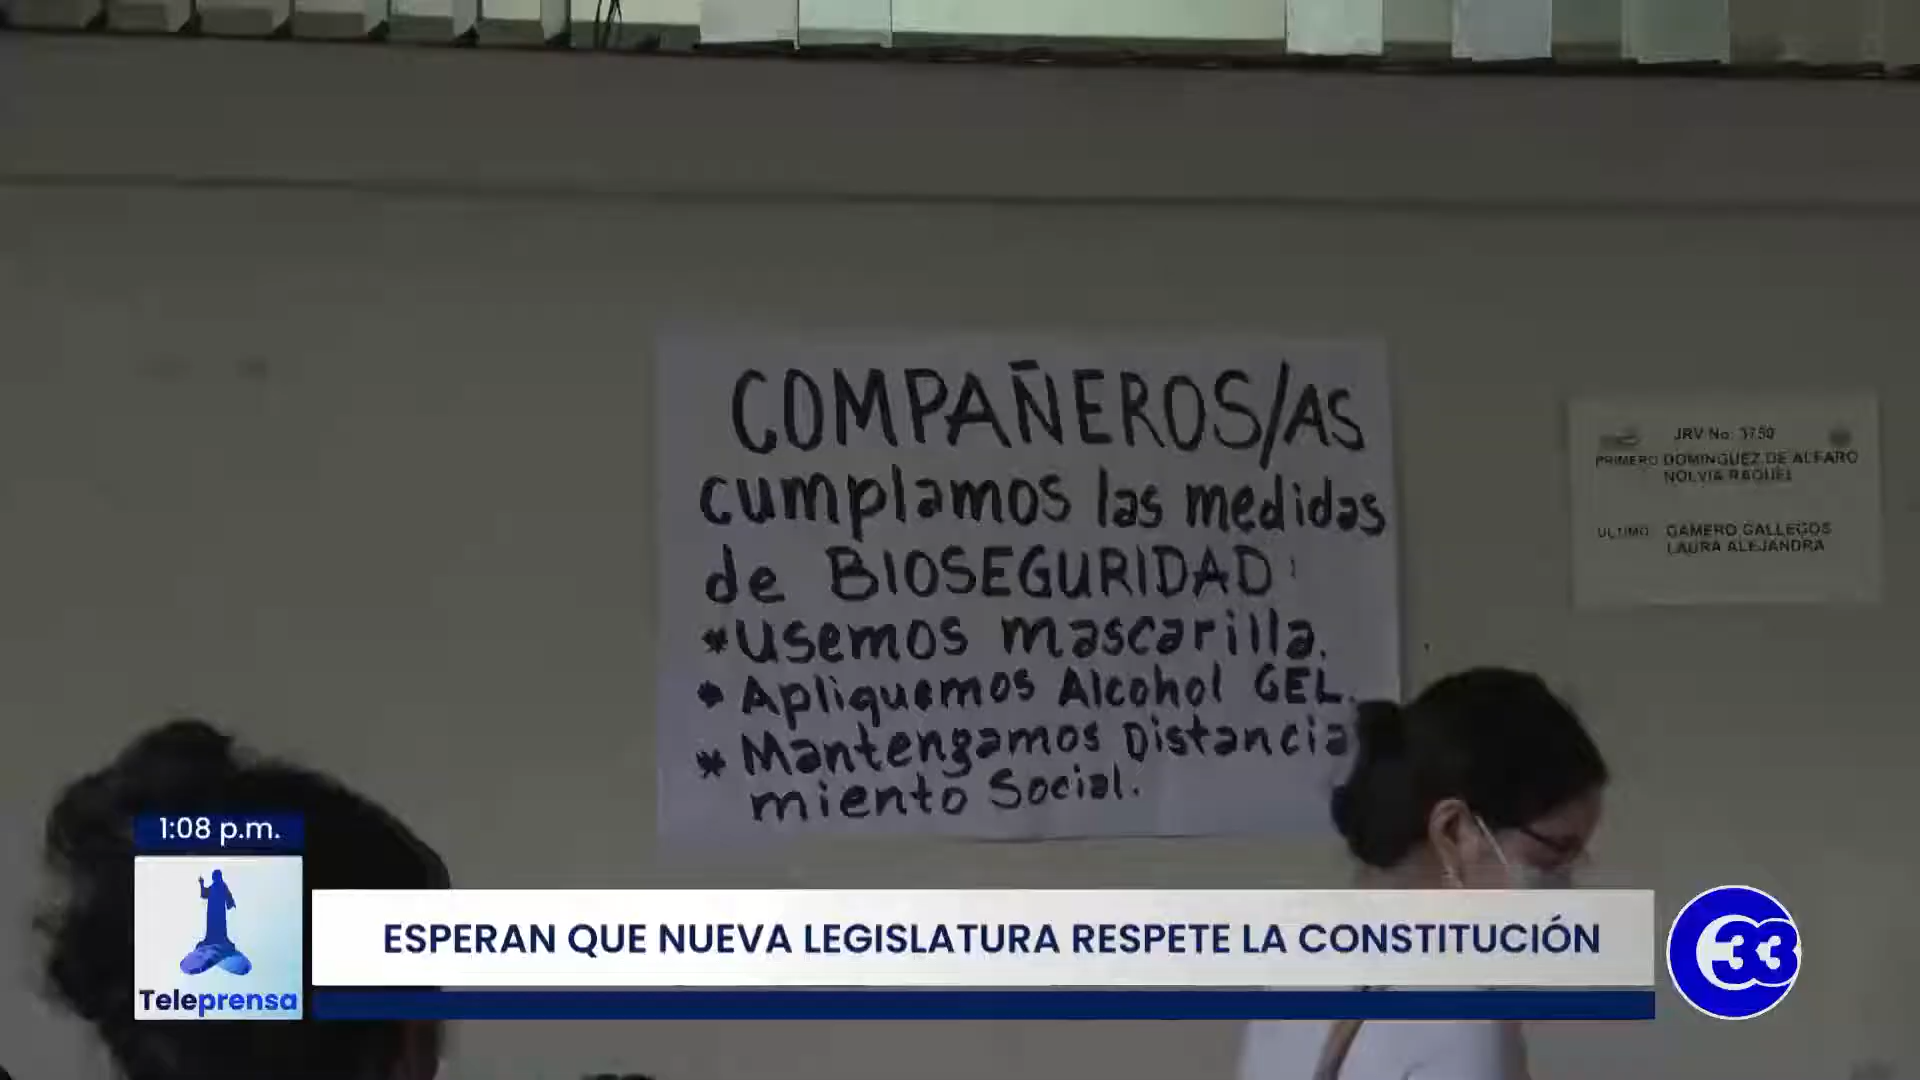 COMPAÑEROS/AS
cumplamos las medidas
de BIOSEGURIDAD:
*Usemos mascarilla.
* Apliquemos Alcohol GEL.
* Mantengamos Distancia
miento Social.
JRV No: 3750
PRIMERO DOMINGUEZ DE ALFARO
NOLVIA RAQUEL
ULTIMO: GAMERO GALLEGOS
LAURA ALEJANDRA
1:08 p.m.
Teleprensa
ESPERAN QUE NUEVA LEGISLATURA RESPETE LA CONSTITUCIÓN
33